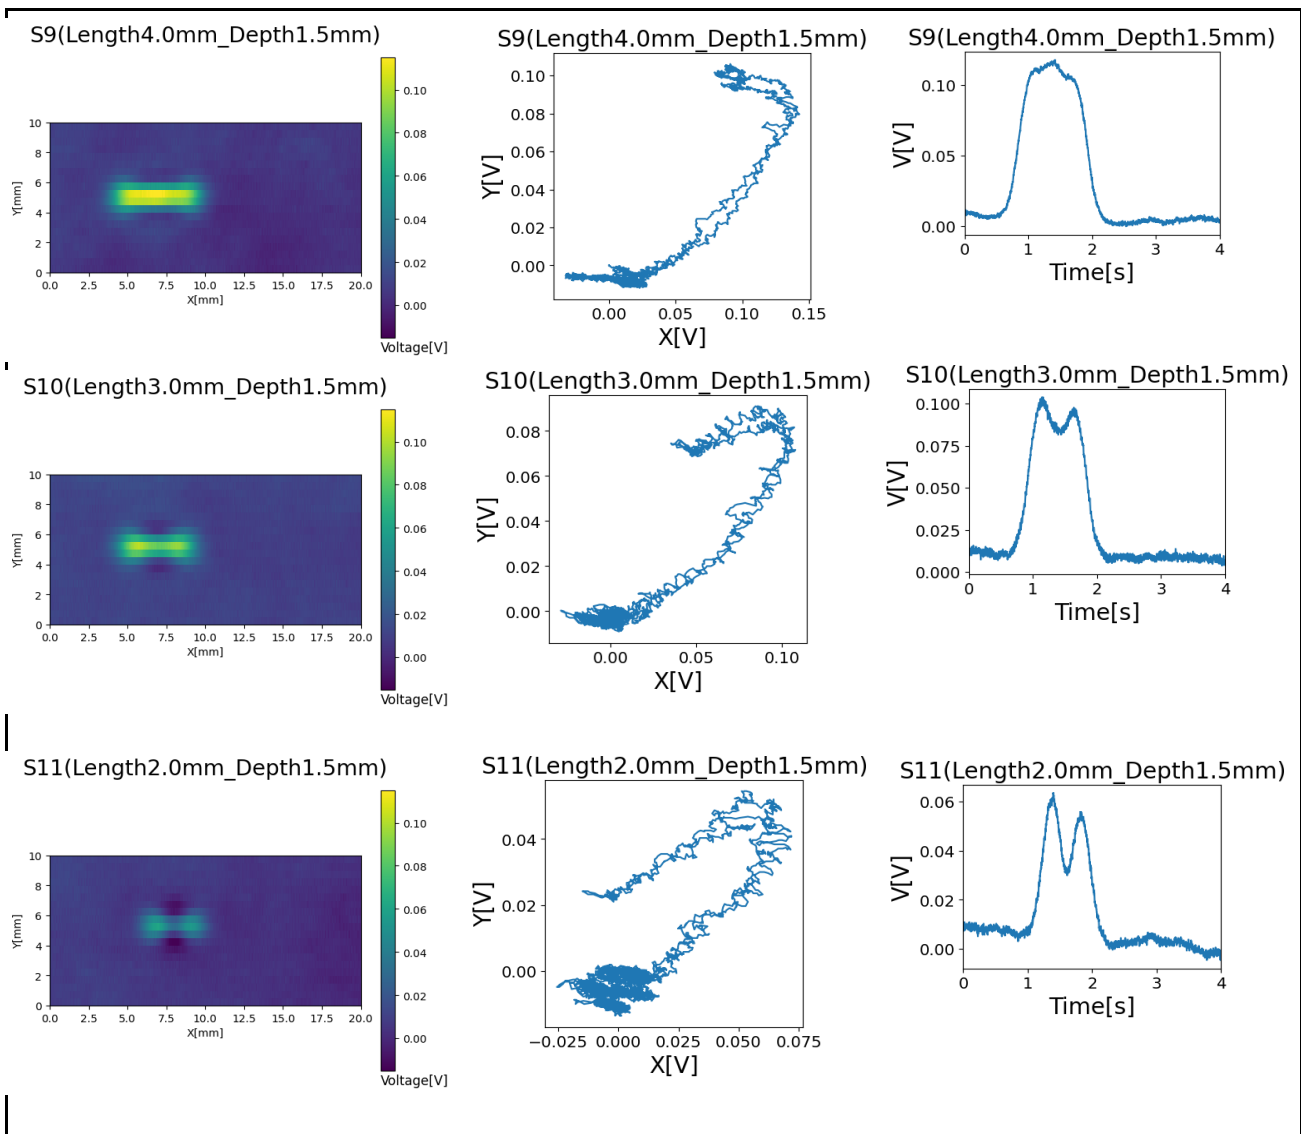 S9(Length4.0mm_Depth1.5mm)
0.10
0.08
0.06
0.04
0.02
0.00
Voltage[V]
10
8
6
4
2
0
Y[mm]
0.0 2.5 5.0 7.5 10.0 12.5 15.0 17.5 20.0
X[mm]
S9(Length4.0mm_Depth1.5mm)
0.10
0.08
0.06
0.04
0.02
0.00
Y[V]
0.00 0.05 0.10 0.15
X[V]
S9(Length4.0mm_Depth1.5mm)
0.10
0.05
0.00
V[V]
0 1 2 3 4
Time[s]
S10(Length3.0mm_Depth1.5mm)
0.10
0.08
0.06
0.04
0.02
0.00
Voltage[V]
10
8
6
4
2
0
Y[mm]
0.0 2.5 5.0 7.5 10.0 12.5 15.0 17.5 20.0
X[mm]
S10(Length3.0mm_Depth1.5mm)
0.08
0.06
0.04
0.02
0.00
Y[V]
0.00 0.05 0.10
X[V]
S10(Length3.0mm_Depth1.5mm)
0.100
0.075
0.050
0.025
0.000
V[V]
0 1 2 3 4
Time[s]
S11(Length2.0mm_Depth1.5mm)
0.10
0.08
0.06
0.04
0.02
0.00
Voltage[V]
10
8
6
4
2
0
Y[mm]
0.0 2.5 5.0 7.5 10.0 12.5 15.0 17.5 20.0
X[mm]
S11(Length2.0mm_Depth1.5mm)
0.04
0.02
0.00
Y[V]
−0.025 0.000 0.025 0.050 0.075
X[V]
S11(Length2.0mm_Depth1.5mm)
0.06
0.04
0.02
0.00
V[V]
0 1 2 3 4
Time[s]